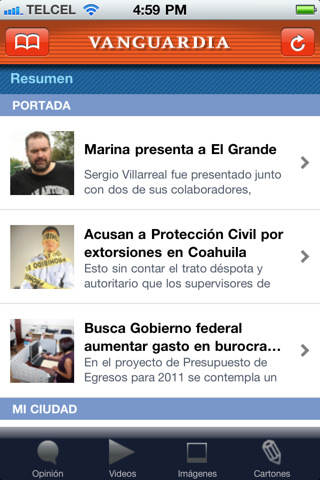 TELCEL 4:59 PM
VANGUARDIA
Resumen
PORTADA
Marina presenta a El Grande
Sergio Villarreal fue presentado junto
con dos de sus colaboradores,
Acusan a Protección Civil por
extorsiones en Coahuila
Esto sin contar el trato déspota y
autoritario que los supervisores de
Busca Gobierno federal
aumentar gasto en burocra...
En el proyecto de Presupuesto de
Egresos para 2011 se contempla un
MI CIUDAD
Opinión Videos Imágenes Cartones